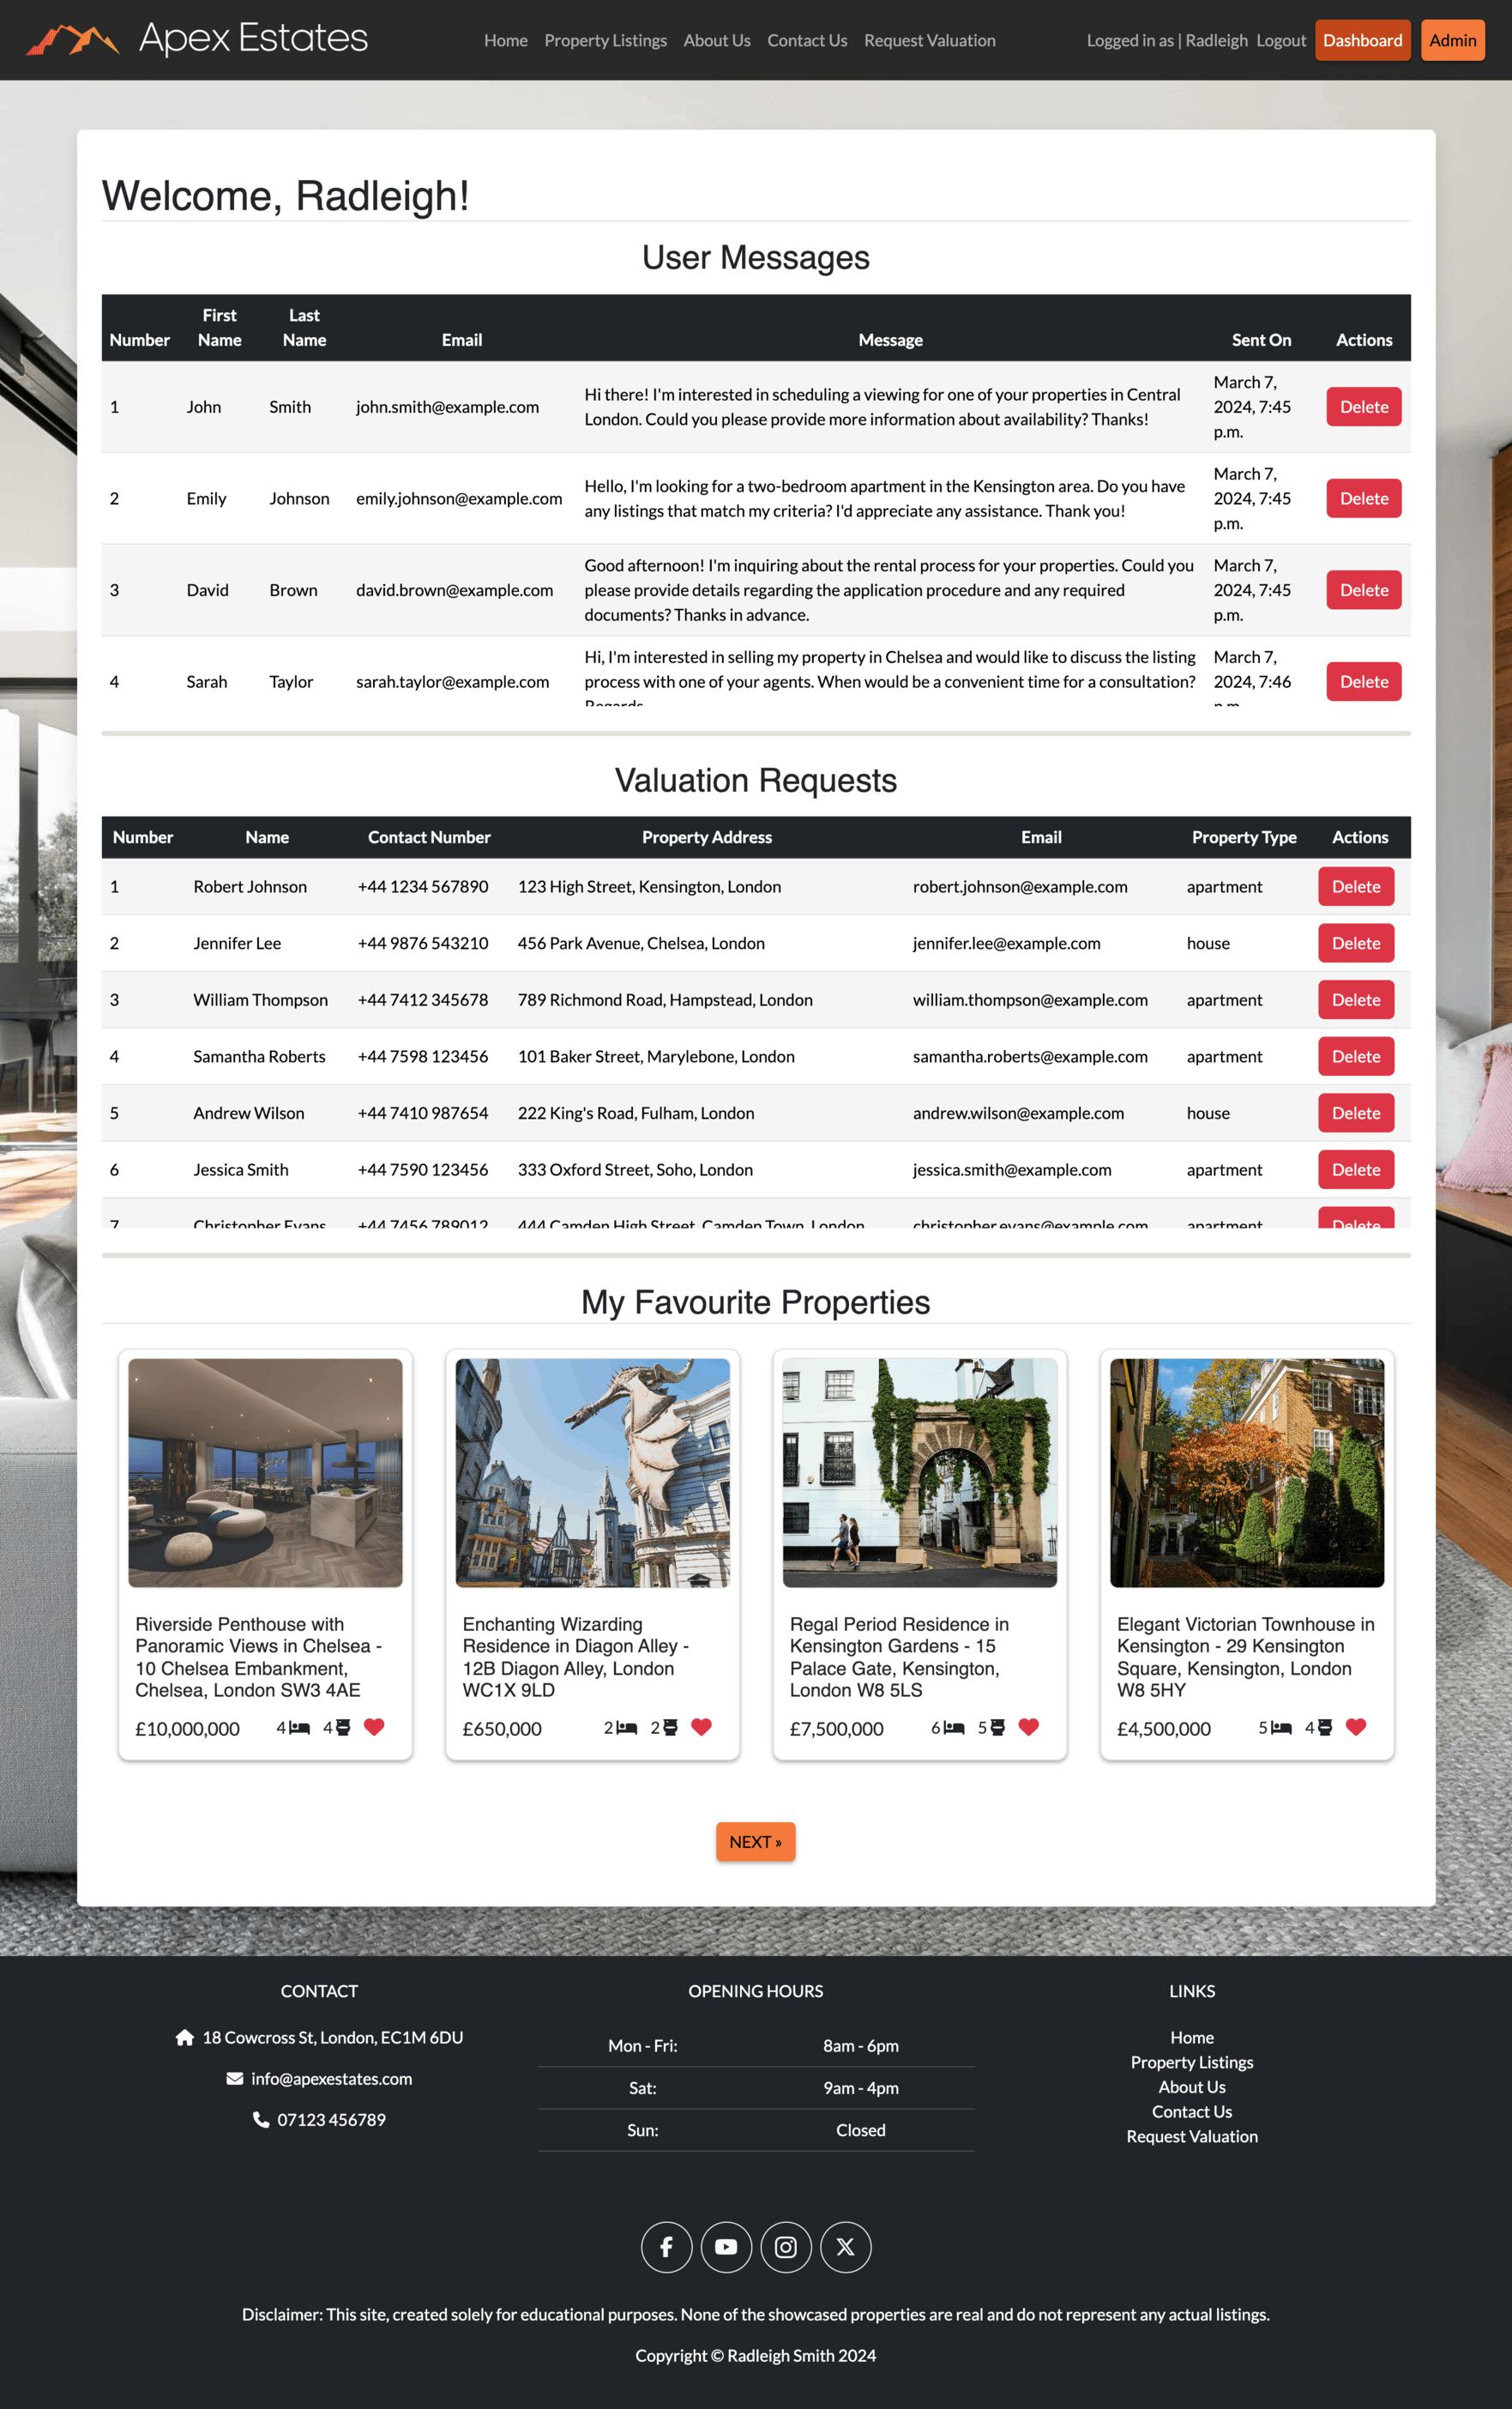 Apex Estates
Home Property Listings About Us Contact Us Request Valuation
Logged in as | Radleigh Logout Dashboard Admin
Welcome, Radleigh!
User Messages
Number First Name Last Name Email Message Sent On Actions
1 John Smith john.smith@example.com Hi there! I'm interested in scheduling a viewing for one of your properties in Central London. Could you please provide more information about availability? Thanks! March 7, 2024, 7:45 p.m. Delete
2 Emily Johnson emily.johnson@example.com Hello, I'm looking for a two-bedroom apartment in the Kensington area. Do you have any listings that match my criteria? I'd appreciate any assistance. Thank you! March 7, 2024, 7:45 p.m. Delete
3 David Brown david.brown@example.com Good afternoon! I'm inquiring about the rental process for your properties. Could you please provide details regarding the application procedure and any required documents? Thanks in advance. March 7, 2024, 7:45 p.m. Delete
4 Sarah Taylor sarah.taylor@example.com Hi, I'm interested in selling my property in Chelsea and would like to discuss the listing process with one of your agents. When would be a convenient time for a consultation? Regards March 7, 2024, 7:46 p.m. Delete
Valuation Requests
Number Name Contact Number Property Address Email Property Type Actions
1 Robert Johnson +44 1234 567890 123 High Street, Kensington, London robert.johnson@example.com apartment Delete
2 Jennifer Lee +44 9876 543210 456 Park Avenue, Chelsea, London jennifer.lee@example.com house Delete
3 William Thompson +44 7412 345678 789 Richmond Road, Hampstead, London william.thompson@example.com apartment Delete
4 Samantha Roberts +44 7598 123456 101 Baker Street, Marylebone, London samantha.roberts@example.com apartment Delete
5 Andrew Wilson +44 7410 987654 222 King's Road, Fulham, London andrew.wilson@example.com house Delete
6 Jessica Smith +44 7590 123456 333 Oxford Street, Soho, London jessica.smith@example.com apartment Delete
7 Christopher Evans +44 7456 789012 444 Camden High Street, Camden Town, London christopher.evans@example.com apartment Delete
My Favourite Properties
Riverside Penthouse with
Panoramic Views in Chelsea -
10 Chelsea Embankment,
Chelsea, London SW3 4AE
£10,000,000 4 4
Enchanting Wizarding
Residence in Diagon Alley -
12B Diagon Alley, London
WC1X 9LD
£650,000 2 2
Regal Period Residence in
Kensington Gardens - 15
Palace Gate, Kensington,
London W8 5LS
£7,500,000 6 5
Elegant Victorian Townhouse in
Kensington - 29 Kensington
Square, Kensington, London
W8 5HY
£4,500,000 5 4
NEXT »
CONTACT
18 Cowcross St, London, EC1M 6DU
info@apexestates.com
07123 456789
OPENING HOURS
Mon - Fri: 8am - 6pm
Sat: 9am - 4pm
Sun: Closed
LINKS
Home
Property Listings
About Us
Contact Us
Request Valuation
Disclaimer: This site, created solely for educational purposes. None of the showcased properties are real and do not represent any actual listings.
Copyright © Radleigh Smith 2024